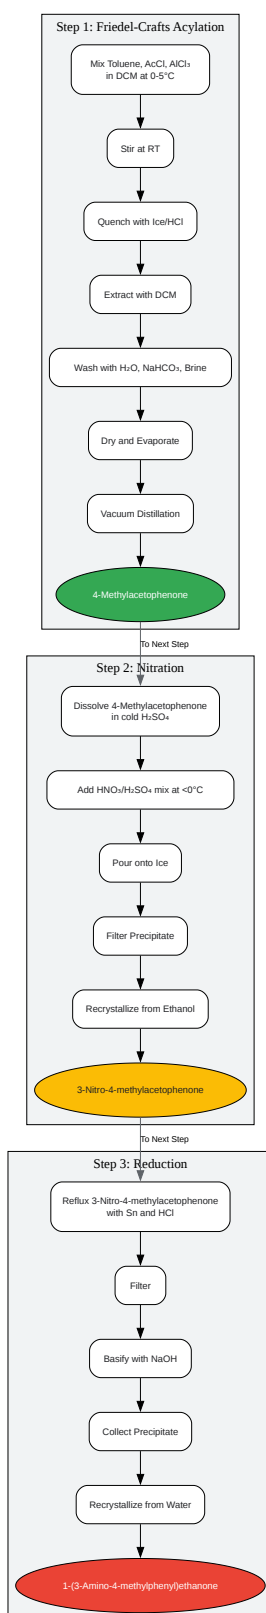 Step 1: Friedel-Crafts Acylation
Mix Toluene, AcCl, AlCl₃
in DCM at 0-5°C
Stir at RT
Quench with Ice/HCl
Extract with DCM
Wash with H₂O, NaHCO₃, Brine
Dry and Evaporate
Vacuum Distillation
4-Methylacetophenone
To Next Step
Step 2: Nitration
Dissolve 4-Methylacetophenone
in cold H₂SO₄
Add HNO₃/H₂SO₄ mix at <0°C
Pour onto Ice
Filter Precipitate
Recrystallize from Ethanol
3-Nitro-4-methylacetophenone
To Next Step
Step 3: Reduction
Reflux 3-Nitro-4-methylacetophenone
with Sn and HCl
Filter
Basify with NaOH
Collect Precipitate
Recrystallize from Water
1-(3-Amino-4-methylphenyl)ethanone